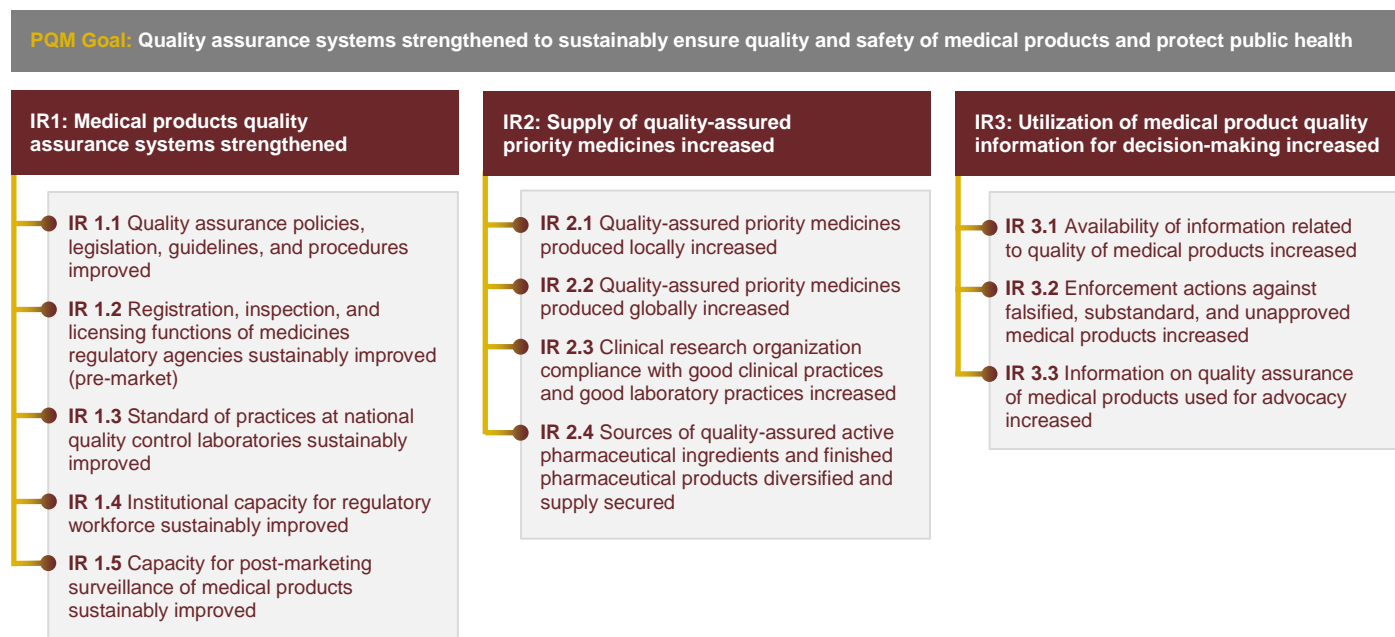 PQM Goal: Quality assurance systems strengthened to sustainably ensure quality and safety of medical products and protect public health
IR1: Medical products quality
assurance systems strengthened
IR 1.1 Quality assurance policies,
legislation, guidelines, and procedures
improved
IR 1.2 Registration, inspection, and
licensing functions of medicines
regulatory agencies sustainably improved
(pre-market)
IR 1.3 Standard of practices at national
quality control laboratories sustainably
improved
IR 1.4 Institutional capacity for regulatory
workforce sustainably improved
IR 1.5 Capacity for post-marketing
surveillance of medical products
sustainably improved
IR2: Supply of quality-assured
priority medicines increased
IR 2.1 Quality-assured priority medicines
produced locally increased
IR 2.2 Quality-assured priority medicines
produced globally increased
IR 2.3 Clinical research organization
compliance with good clinical practices
and good laboratory practices increased
IR 2.4 Sources of quality-assured active
pharmaceutical ingredients and finished
pharmaceutical products diversified and
supply secured
IR3: Utilization of medical product quality
information for decision-making increased
IR 3.1 Availability of information related
to quality of medical products increased
IR 3.2 Enforcement actions against
falsified, substandard, and unapproved
medical products increased
IR 3.3 Information on quality assurance
of medical products used for advocacy
increased